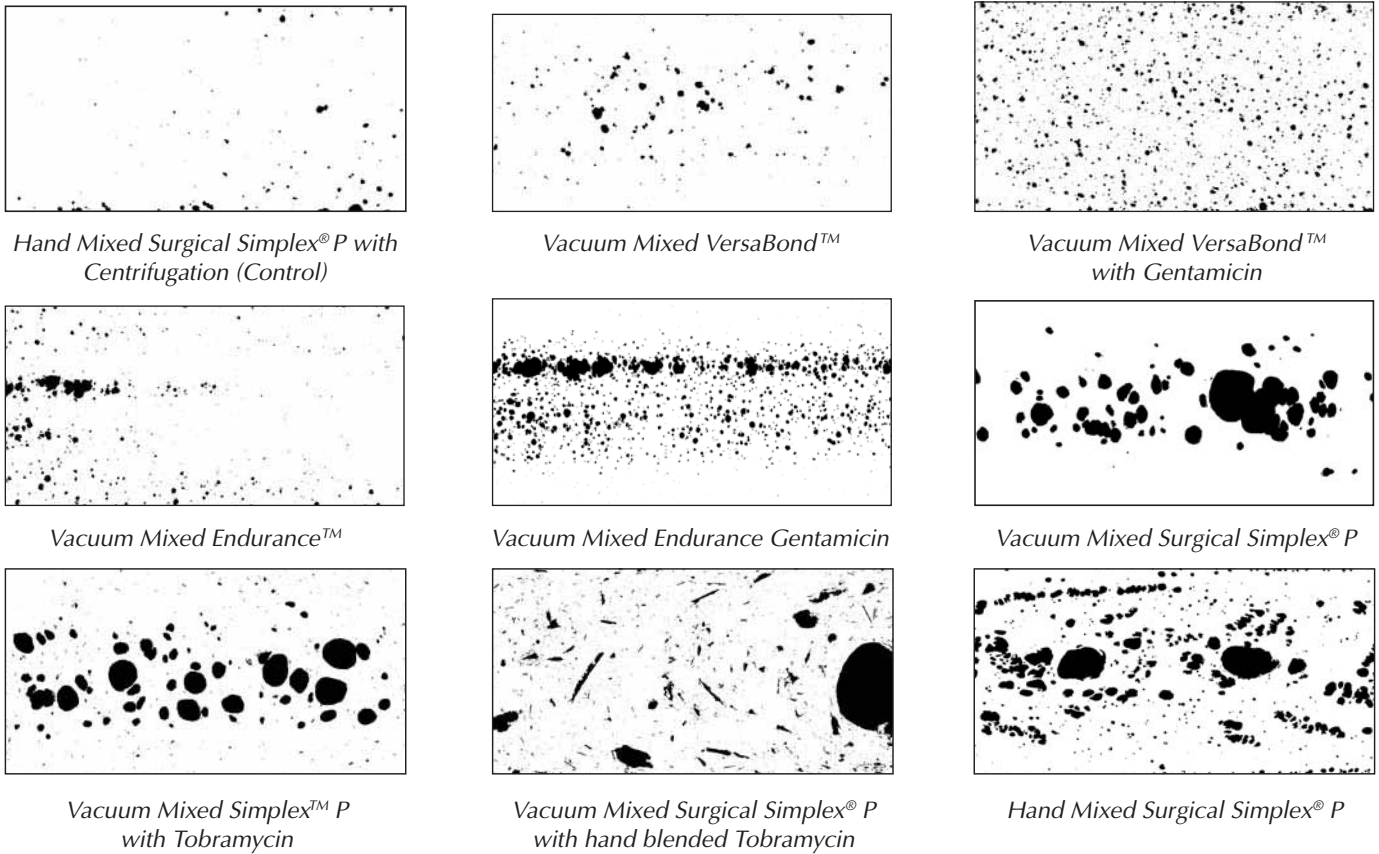 Hand Mixed Surgical Simplex® P with
Centrifugation (Control)
Vacuum Mixed VersaBond™
Vacuum Mixed VersaBond™
with Gentamicin
Vacuum Mixed Endurance™
Vacuum Mixed Endurance Gentamicin
Vacuum Mixed Surgical Simplex® P
Vacuum Mixed Simplex™ P
with Tobramycin
Vacuum Mixed Surgical Simplex® P
with hand blended Tobramycin
Hand Mixed Surgical Simplex® P